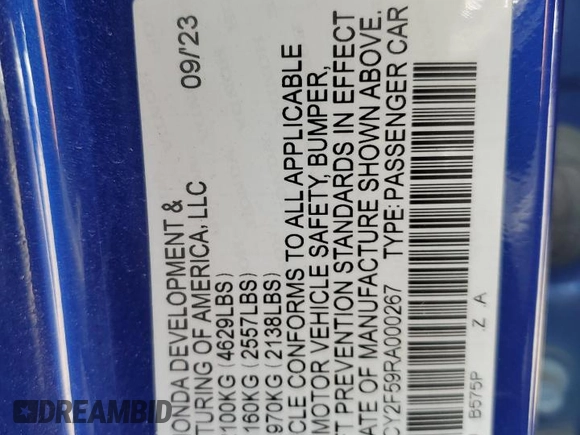 09/'23
ONDA DEVELOPMENT &
TURING OF AMERICA, LLC
100KG (4629LBS)
160KG (2557LBS)
970KG (2138LBS)
CLE CONFORMS TO ALL APPLICABLE
MOTOR VEHICLE SAFETY, BUMPER,
T PREVENTION STANDARDS IN EFFECT
ATE OF MANUFACTURE SHOWN ABOVE.
CY2F59RA000267 TYPE: PASSENGER CAR
B575P .Z .A
DREAMBID